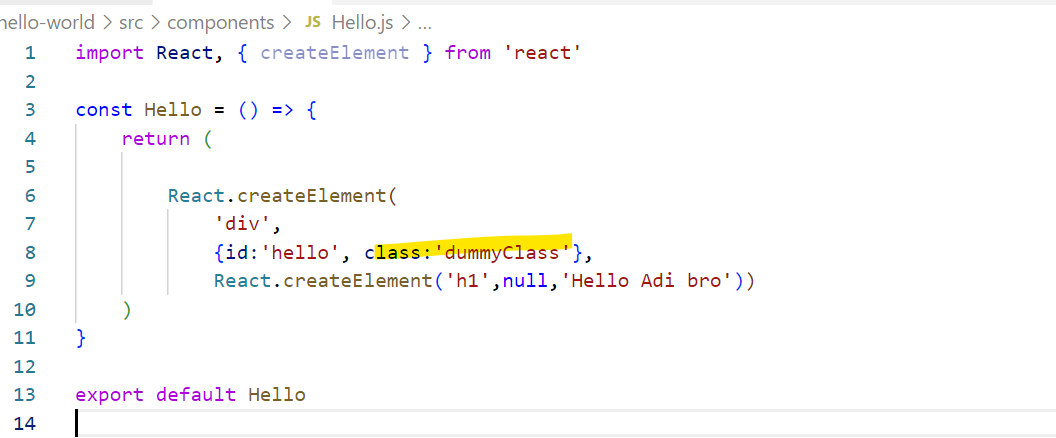 hello-world > src > components > JS Hello.js > ...
1 import React, { createElement } from 'react'
2
3 const Hello = () => {
4 return (
5
6 React.createElement(
7 'div',
8 {id:'hello', class:'dummyClass'},
9 React.createElement('h1',null,'Hello Adi bro'))
10 )
11 }
12
13 export default Hello
14